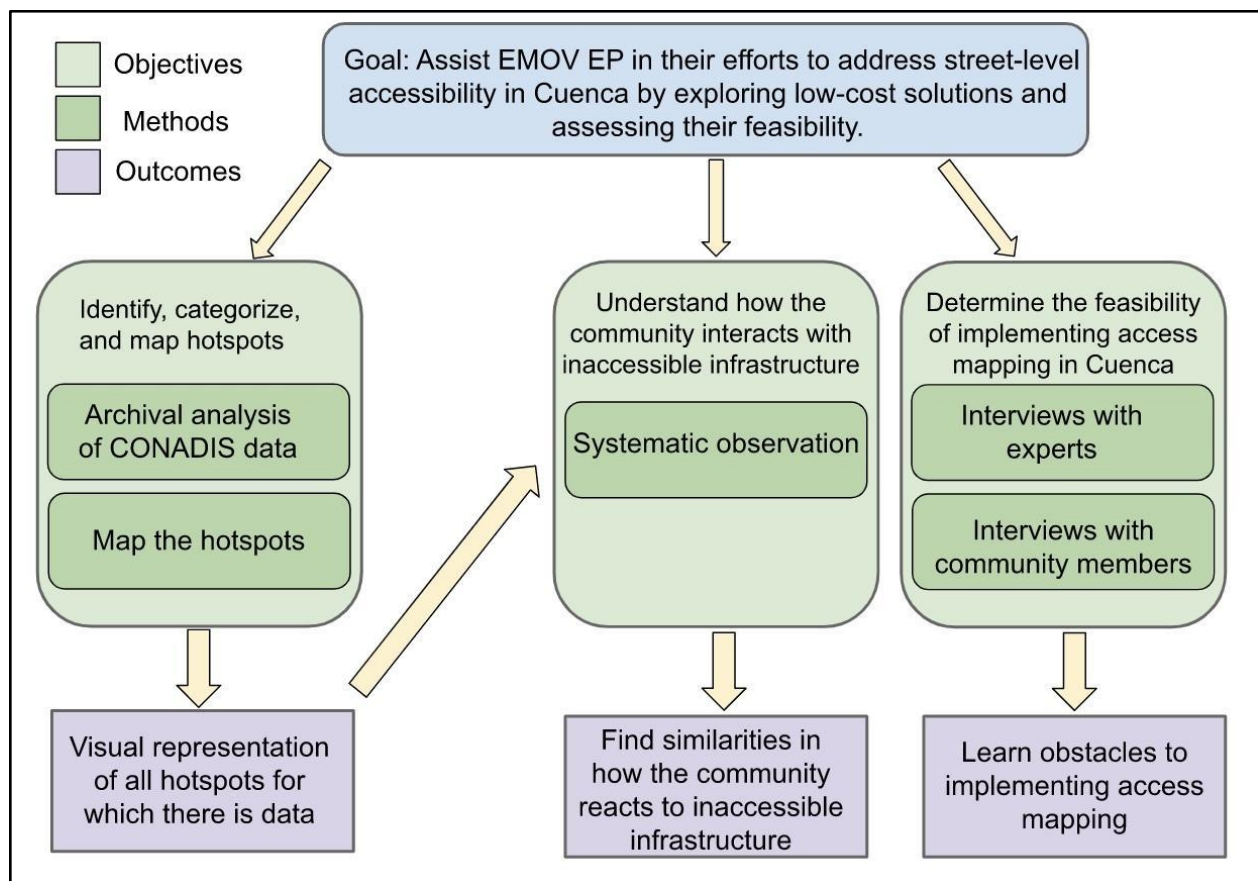 Objectives
Methods
Outcomes
Goal: Assist EMOV EP in their efforts to address street-level
accessibility in Cuenca by exploring low-cost solutions and
assessing their feasibility.
Identify, categorize,
and map hotspots
Archival analysis
of CONADIS data
Map the hotspots
Understand how the
community interacts with
inaccessible infrastructure
Systematic observation
Determine the feasibility
of implementing access
mapping in Cuenca
Interviews with
experts
Interviews with
community members
Visual representation
of all hotspots for
which there is data
Find similarities in
how the community
reacts to inaccessible
infrastructure
Learn obstacles to
implementing access
mapping